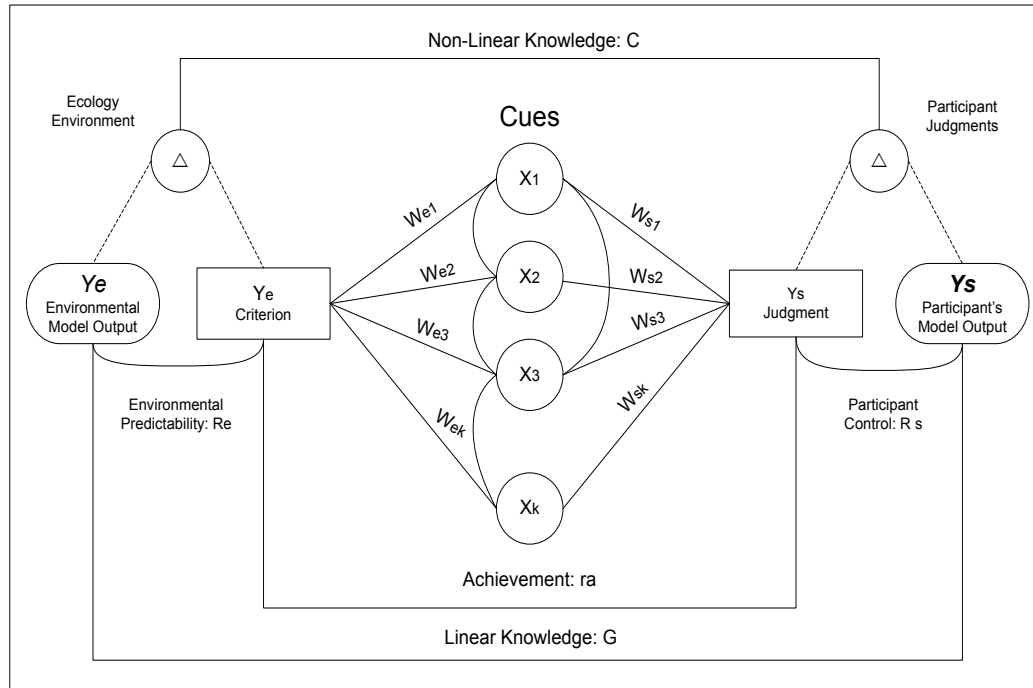 Non-Linear Knowledge: C
Ecology
Environment
Participant
Judgments
Cues
△
△
X1
We1
Ws1
X2
We2
Ws2
Ye
Environmental
Model Output
Ye
Criterion
Ys
Judgment
Ys
Participant's
Model Output
We3
Ws3
X3
Wek
Wsk
Environmental
Predictability: Re
Participant
Control: R s
Xk
Achievement: ra
Linear Knowledge: G